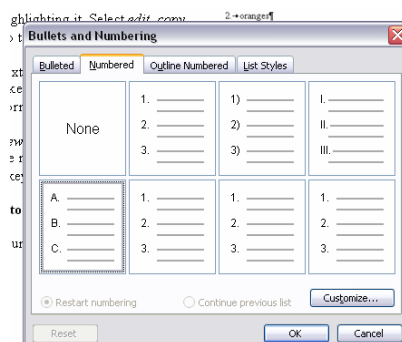 ghlighting it. Select edit, copy
2.→oranges¶
Bullets and Numbering
Bulleted Numbered Outline Numbered List Styles
None
1.
2.
3.
1)
2)
3)
I.
II.
III.
A.
B.
C.
1.
2.
3.
1.
2.
3.
1.
2.
3.
Restart numbering Continue previous list Customize...
Reset OK Cancel
to